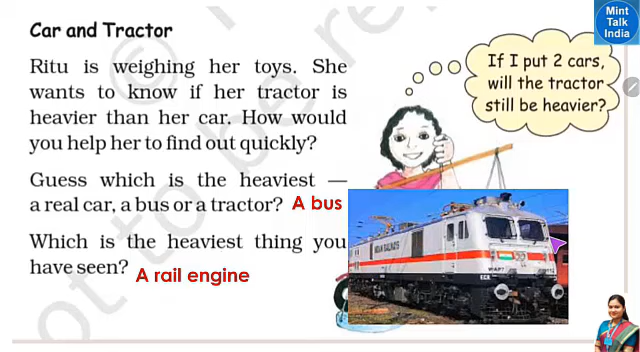 Mint
Talk
India
Car and Tractor
Ritu is weighing her toys. She
wants to know if her tractor is
heavier than her car. How would
you help her to find out quickly?
If I put 2 cars,
will the tractor
still be heavier?
Guess which is the heaviest —
a real car, a bus or a tractor? A bus
Which is the heaviest thing you
have seen? A rail engine
INDIAN RAILWAYS
WAP7